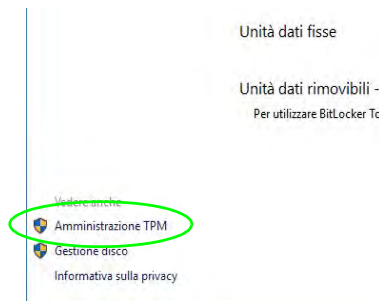 Unità dati fisse
Unità dati rimovibili -
Per utilizzare BitLocker To
Vedere anche
Amministrazione TPM
Gestione disco
Informativa sulla privacy